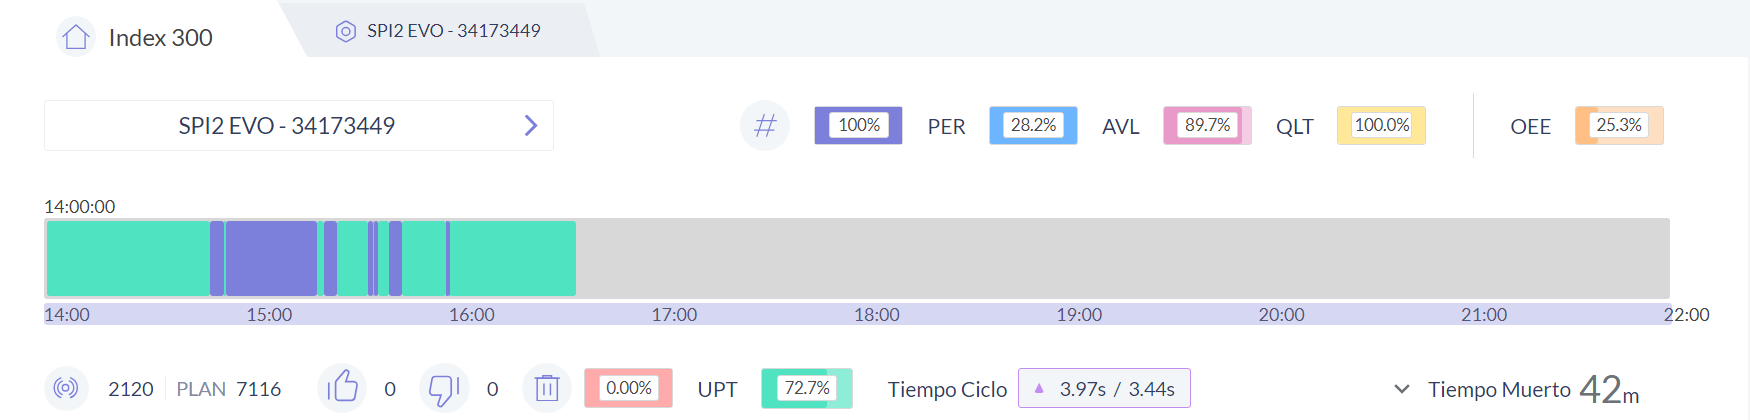 Index 300
SPI2 EVO - 34173449
SPI2 EVO - 34173449
# 100% PER 28.2% AVL 89.7% QLT 100.0% OEE 25.3%
14:00:00
14:00 15:00 16:00 17:00 18:00 19:00 20:00 21:00 22:00
2120 PLAN 7116 0 0 0.00% UPT 72.7% Tiempo Ciclo 3.97s / 3.44s Tiempo Muerto 42m